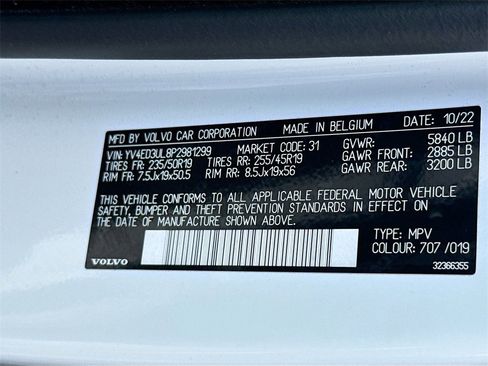 MFD BY VOLVO CAR CORPORATION MADE IN BELGIUM DATE: 10/22
VIN: YV4ED3UL8P2981299 MARKET CODE: 31 GVWR: 5840 LB
TIRES FR: 235/50R19 TIRES RR: 255/45R19 GAWR FRONT: 2885 LB
RIM FR: 7.5Jx19x50.5 RIM RR: 8.5Jx19x56 GAWR REAR: 3200 LB
THIS VEHICLE CONFORMS TO ALL APPLICABLE FEDERAL MOTOR VEHICLE
SAFETY, BUMPER AND THEFT PREVENTION STANDARDS IN EFFECT ON
THE DATE OF MANUFACTURE SHOWN ABOVE.
TYPE: MPV
COLOUR: 707 /019
VOLVO 32366355